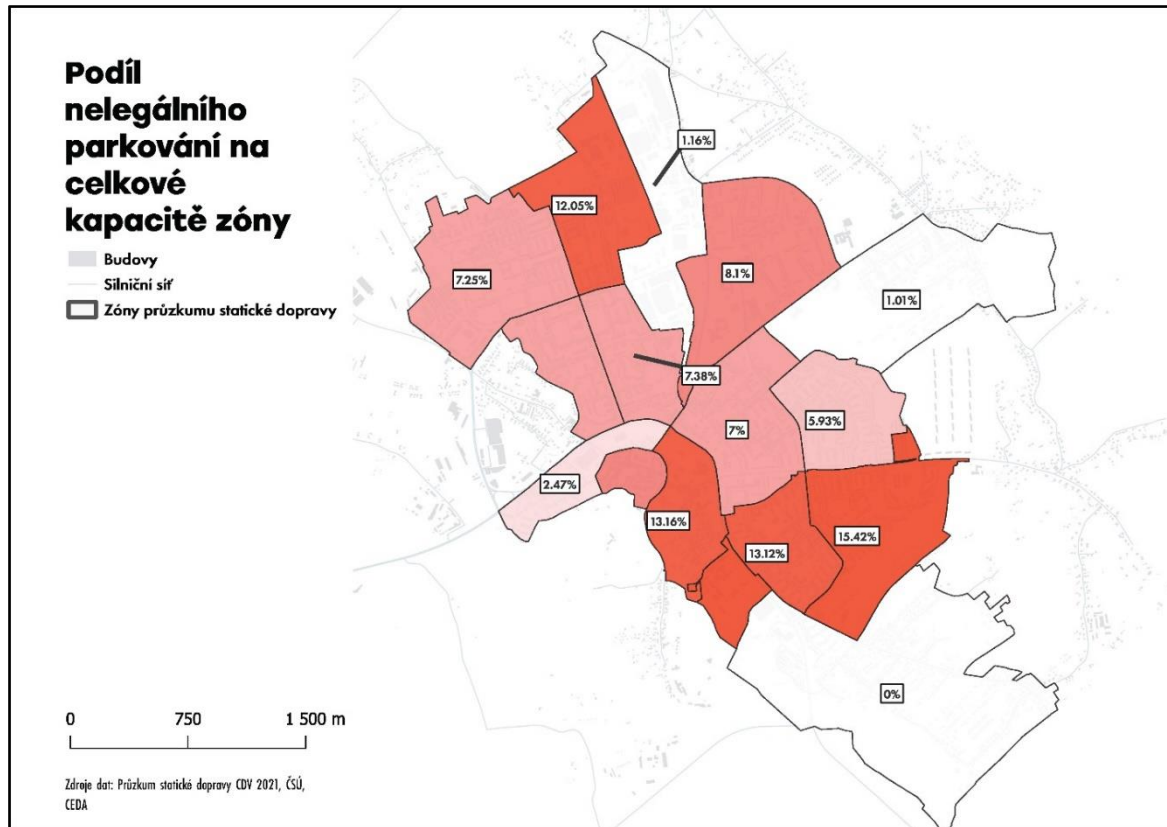 Podíl
nelegálního
parkování na
celkové
kapacitě zóny
Budovy
Silniční síť
Zóny průzkumu statické dopravy
1.16%
12.05%
7.25%
8.1%
1.01%
7.38%
5.93%
7%
2.47%
13.16%
13.12%
15.42%
0%
0 750 1 500 m
Zdroje dat: Průzkum statické dopravy CDV 2021, ČSÚ,
CEDA